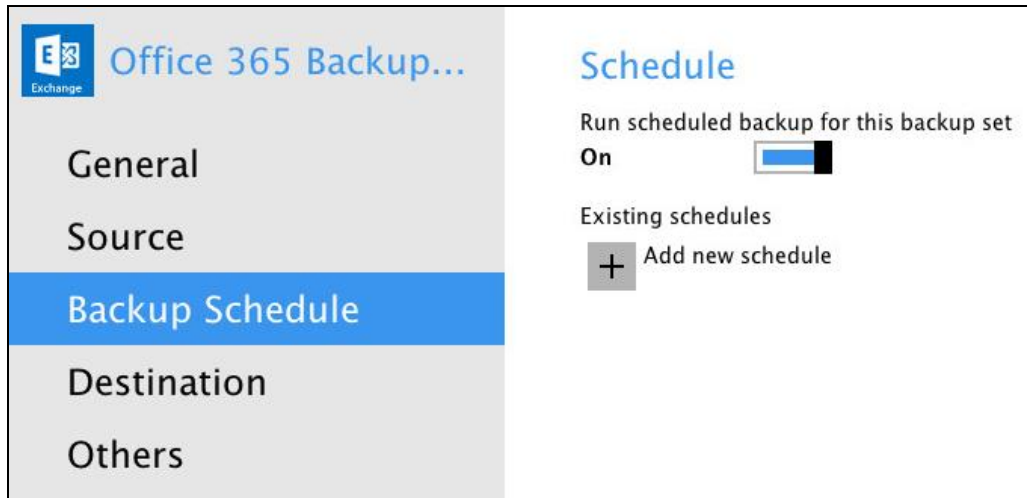 Office 365 Backup...
Exchange
General
Source
Backup Schedule
Destination
Others
Schedule
Run scheduled backup for this backup set
On
Existing schedules
Add new schedule